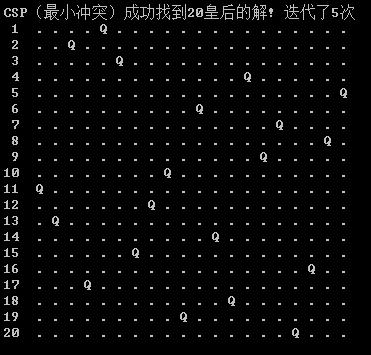 CSP（最小冲突）成功找到20皇后的解! 迭代了5次
1 . . . . Q . . . . . . . . . . . . . . .
2 . . Q . . . . . . . . . . . . . . . . .
3 . . . . . Q . . . . . . . . . . . . . .
4 . . . . . . . . . . . . . Q . . . . . .
5 . . . . . . . . . . . . . . . . . . . Q
6 . . . . . . . . . . Q . . . . . . . . .
7 . . . . . . . . . . . . . . . Q . . . .
8 . . . . . . . . . . . . . . . . . . Q .
9 . . . . . . . . . . . . . . Q . . . . .
10 . . . . . . . . Q . . . . . . . . . . .
11 Q . . . . . . . . . . . . . . . . . . .
12 . . . . . . . Q . . . . . . . . . . . .
13 . Q . . . . . . . . . . . . . . . . . .
14 . . . . . . . . . . . Q . . . . . . . .
15 . . . . . . Q . . . . . . . . . . . . .
16 . . . . . . . . . . . . . . . . . Q . .
17 . . . Q . . . . . . . . . . . . . . . .
18 . . . . . . . . . . . . Q . . . . . . .
19 . . . . . . . . . Q . . . . . . . . . .
20 . . . . . . . . . . . . . . . . Q . . .